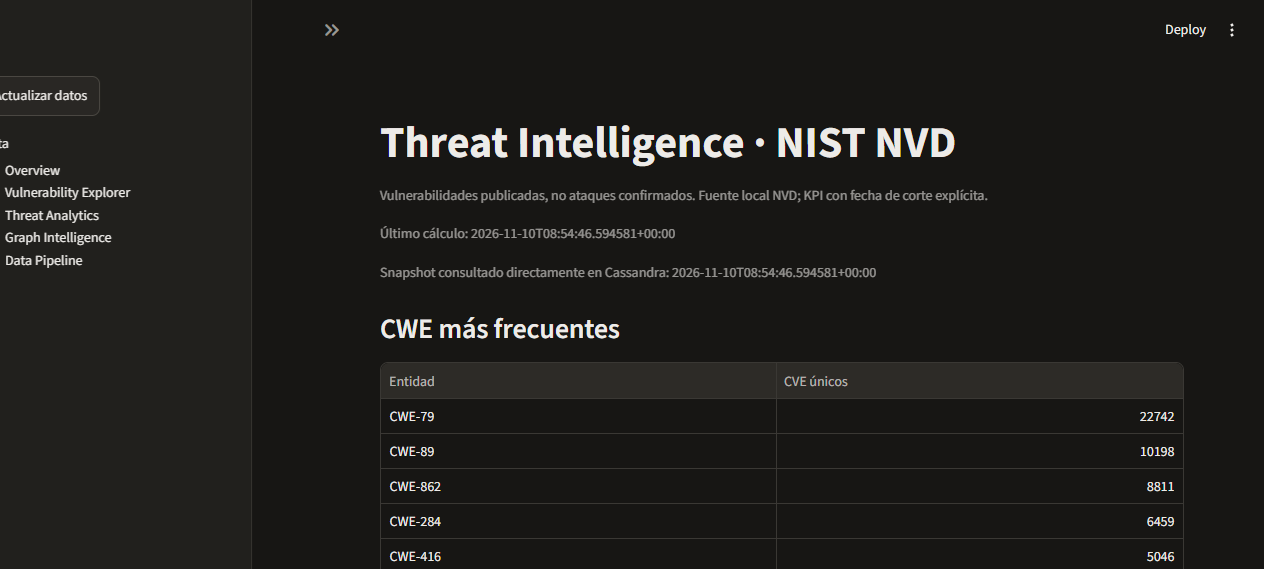 Deploy
Actualizar datos
ta
Overview
Vulnerability Explorer
Threat Analytics
Graph Intelligence
Data Pipeline
Threat Intelligence · NIST NVD
Vulnerabilidades publicadas, no ataques confirmados. Fuente local NVD; KPI con fecha de corte explícita.
Último cálculo: 2026-11-10T08:54:46.594581+00:00
Snapshot consultado directamente en Cassandra: 2026-11-10T08:54:46.594581+00:00
CWE más frecuentes
Entidad CVE únicos
CWE-79 22742
CWE-89 10198
CWE-862 8811
CWE-284 6459
CWE-416 5046